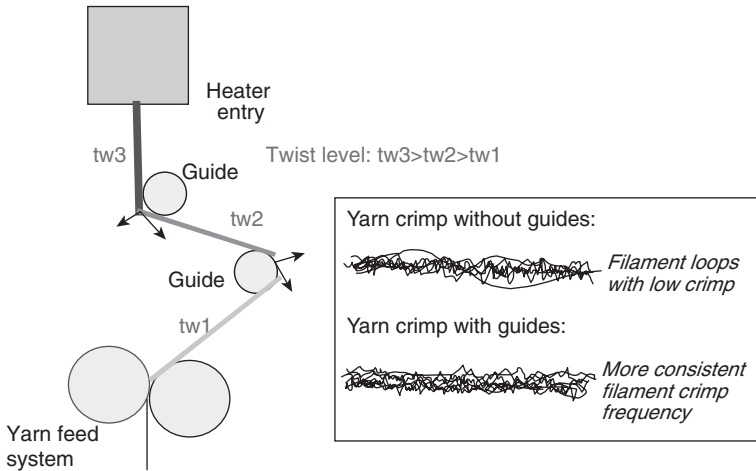 Heater
entry
tw3
Twist level: tw3>tw2>tw1
Guide
tw2
Guide
tw1
Yarn feed
system
Yarn crimp without guides:
Filament loops
with low crimp
Yarn crimp with guides:
More consistent
filament crimp
frequency